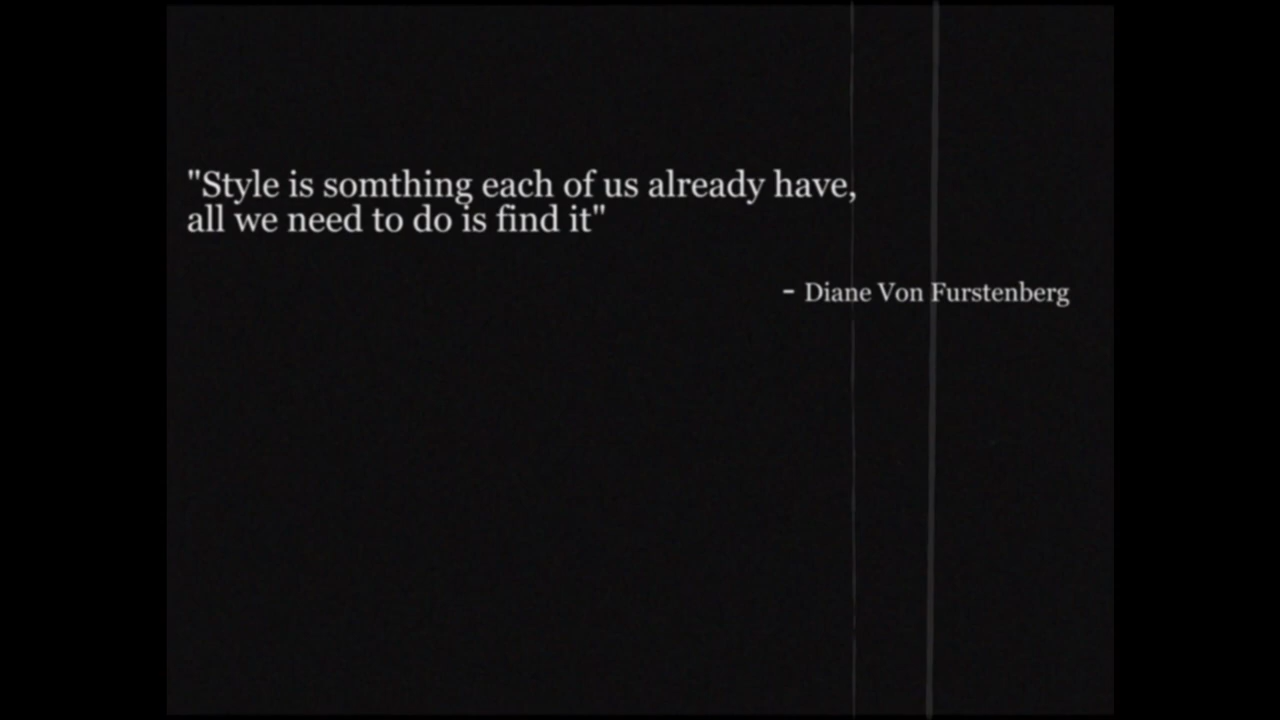 "Style is somthing each of us already have,
all we need to do is find it"
- Diane Von Furstenberg